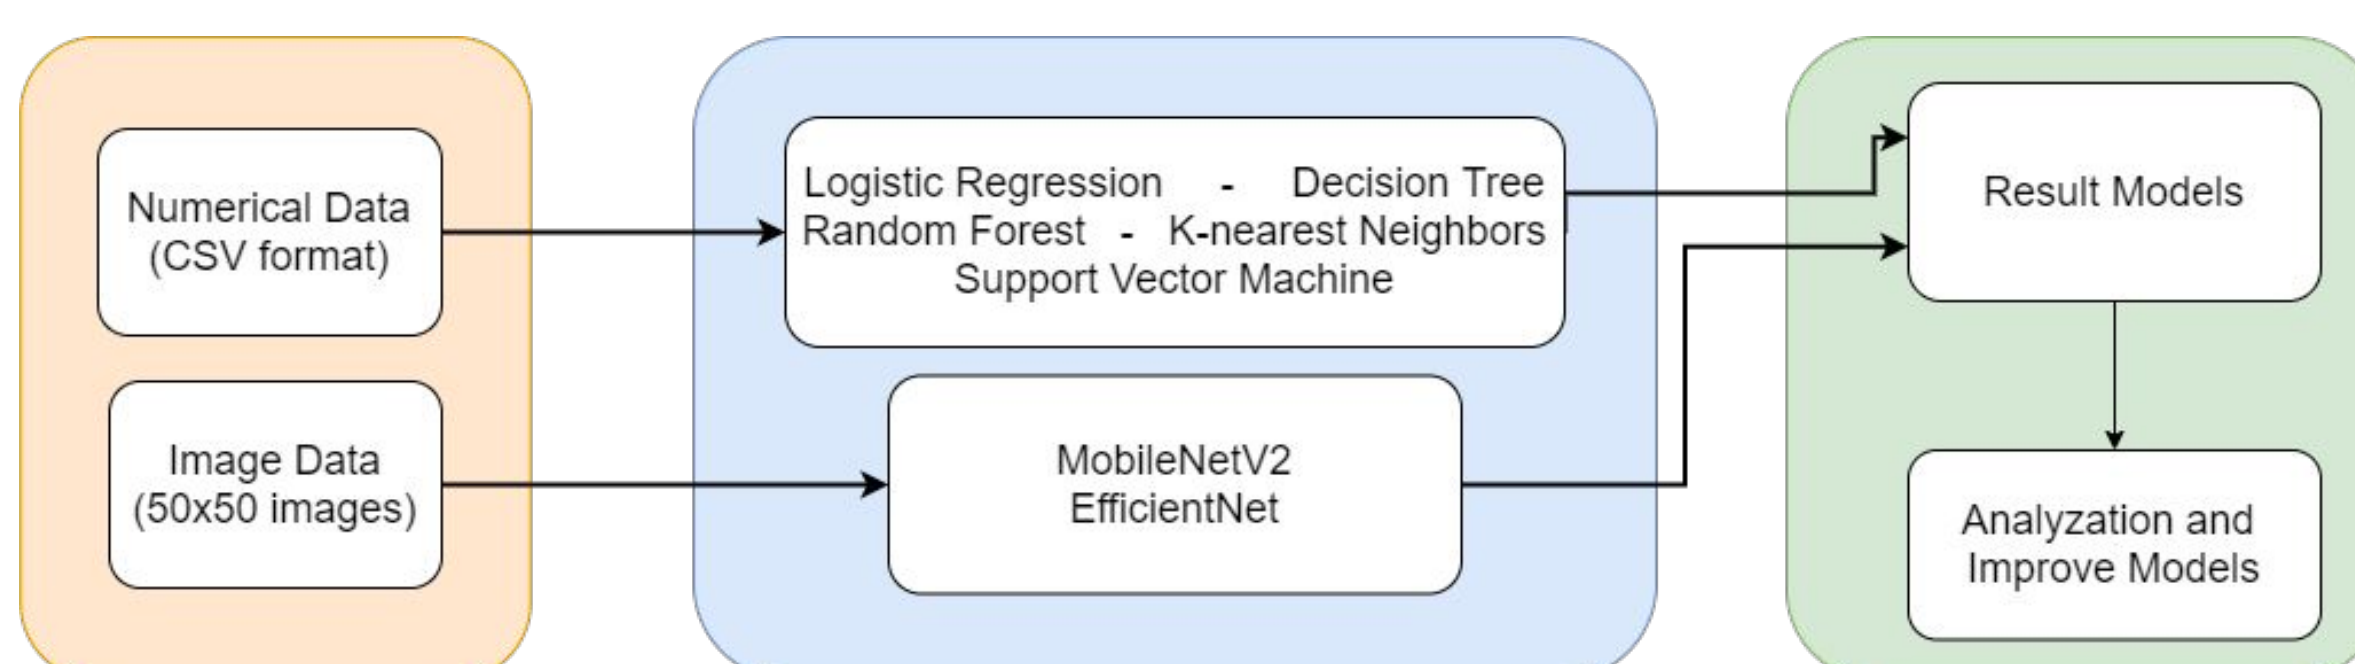 Numerical Data
(CSV format)
Image Data
(50x50 images)
Logistic Regression - Decision Tree
Random Forest - K-nearest Neighbors
Support Vector Machine
MobileNetV2
EfficientNet
Result Models
Analyzation and
Improve Models